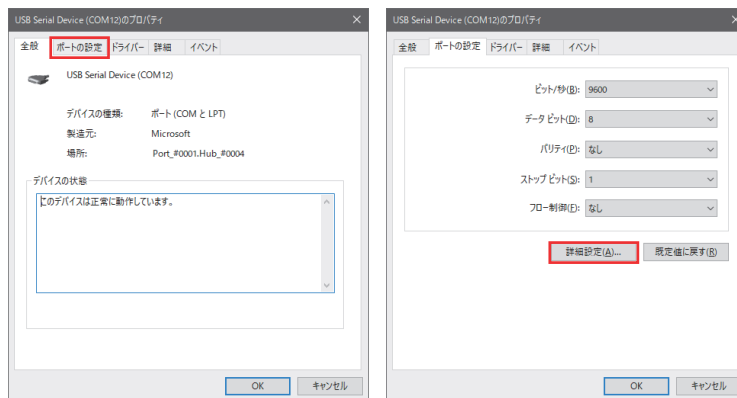 USB Serial Device (COM12)のプロパティ
全般 ポートの設定 ドライバー 詳細 イベント
USB Serial Device (COM12)
デバイスの種類: ポート (COM と LPT)
製造元: Microsoft
場所: Port_#0001.Hub_#0004
デバイスの状態
このデバイスは正常に動作しています。
OK キャンセル
USB Serial Device (COM12)のプロパティ
全般 ポートの設定 ドライバー 詳細 イベント
ビット/秒(B): 9600
データ ビット(D): 8
パリティ(P): なし
ストップ ビット(S): 1
フロー制御(F): なし
詳細設定(A)... 既定値に戻す(R)
OK キャンセル